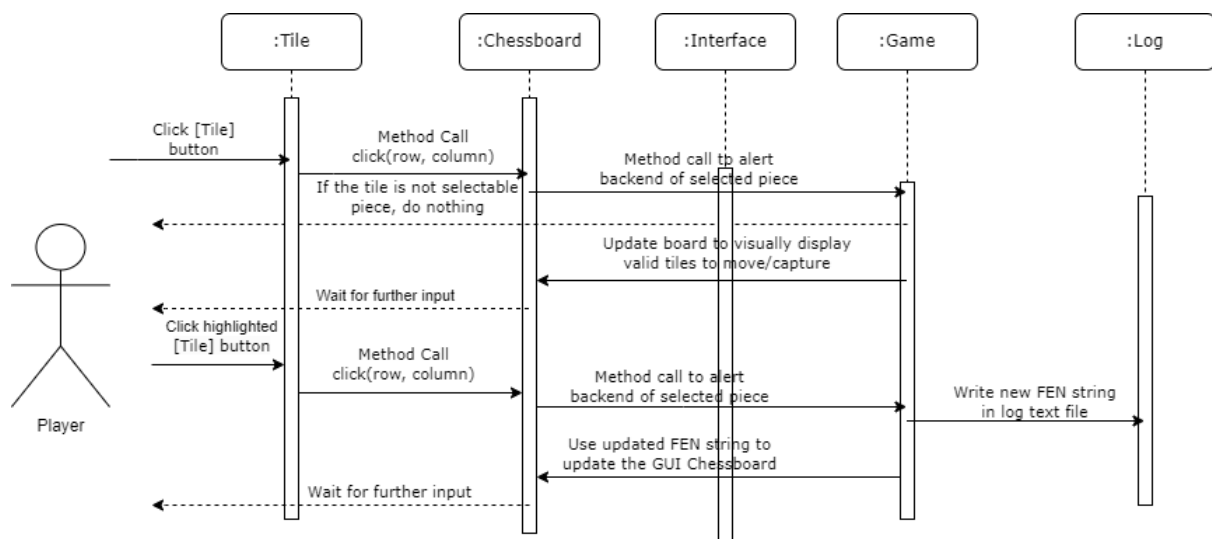 :Tile
:Chessboard
:Interface
:Game
:Log
Click [Tile]
button
Method Call
click(row, column)
Method call to alert
backend of selected piece
If the tile is not selectable
piece, do nothing
Update board to visually display
valid tiles to move/capture
Wait for further input
Click highlighted
[Tile] button
Method Call
click(row, column)
Method call to alert
backend of selected piece
Write new FEN string
in log text file
Player
Use updated FEN string to
update the GUI Chessboard
Wait for further input